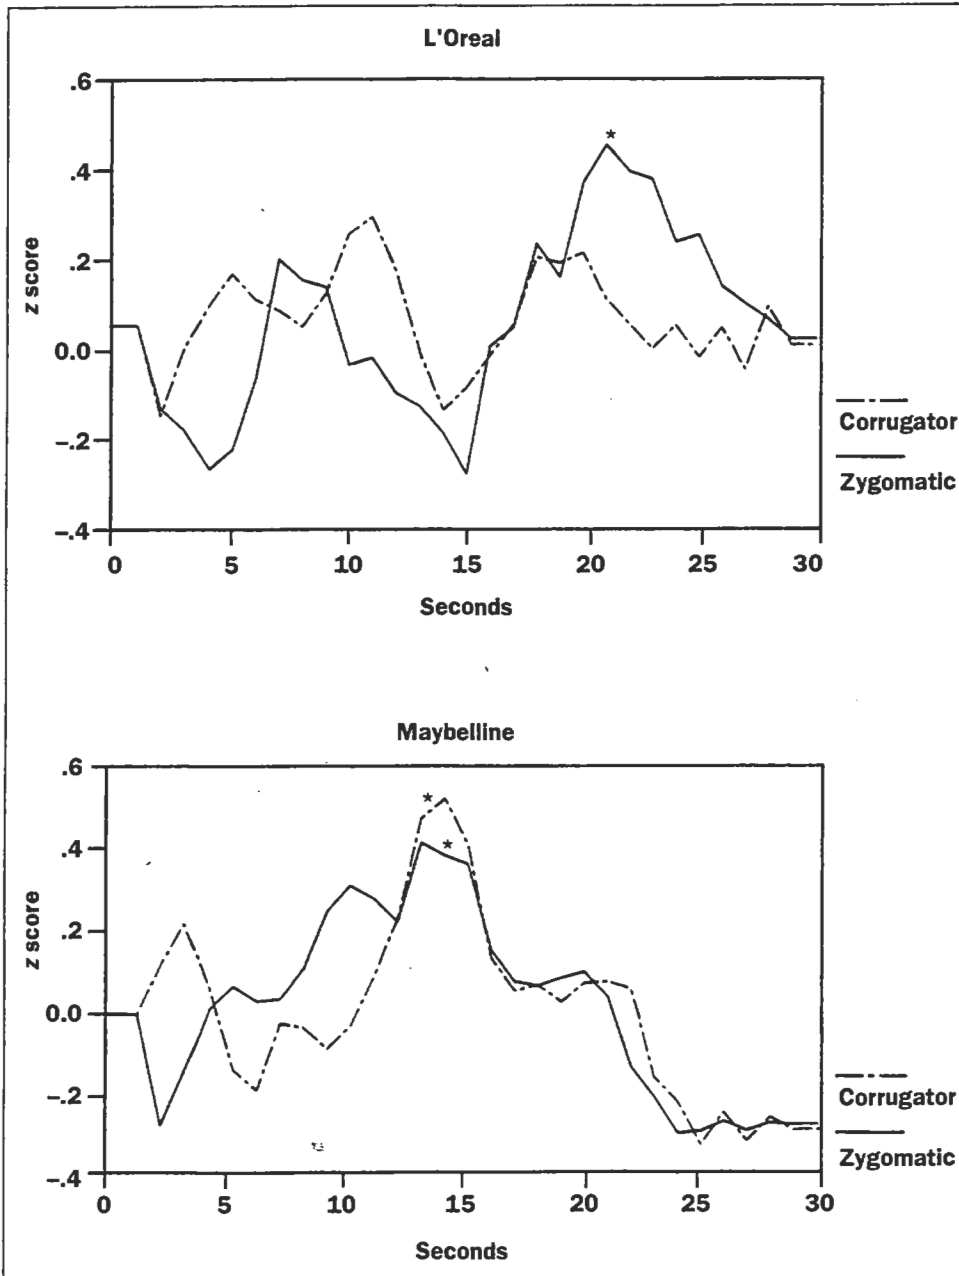 L'Oreal
.6
*
.4
z score
.2
0.0
–.2
–.4
0
5
10
15
20
25
30
Seconds
Corrugator
Zygomatic
Maybelline
.6
*
*
.4
z score
.2
0.0
–.2
–.4
0
5
10
15
20
25
30
Seconds
Corrugator
Zygomatic